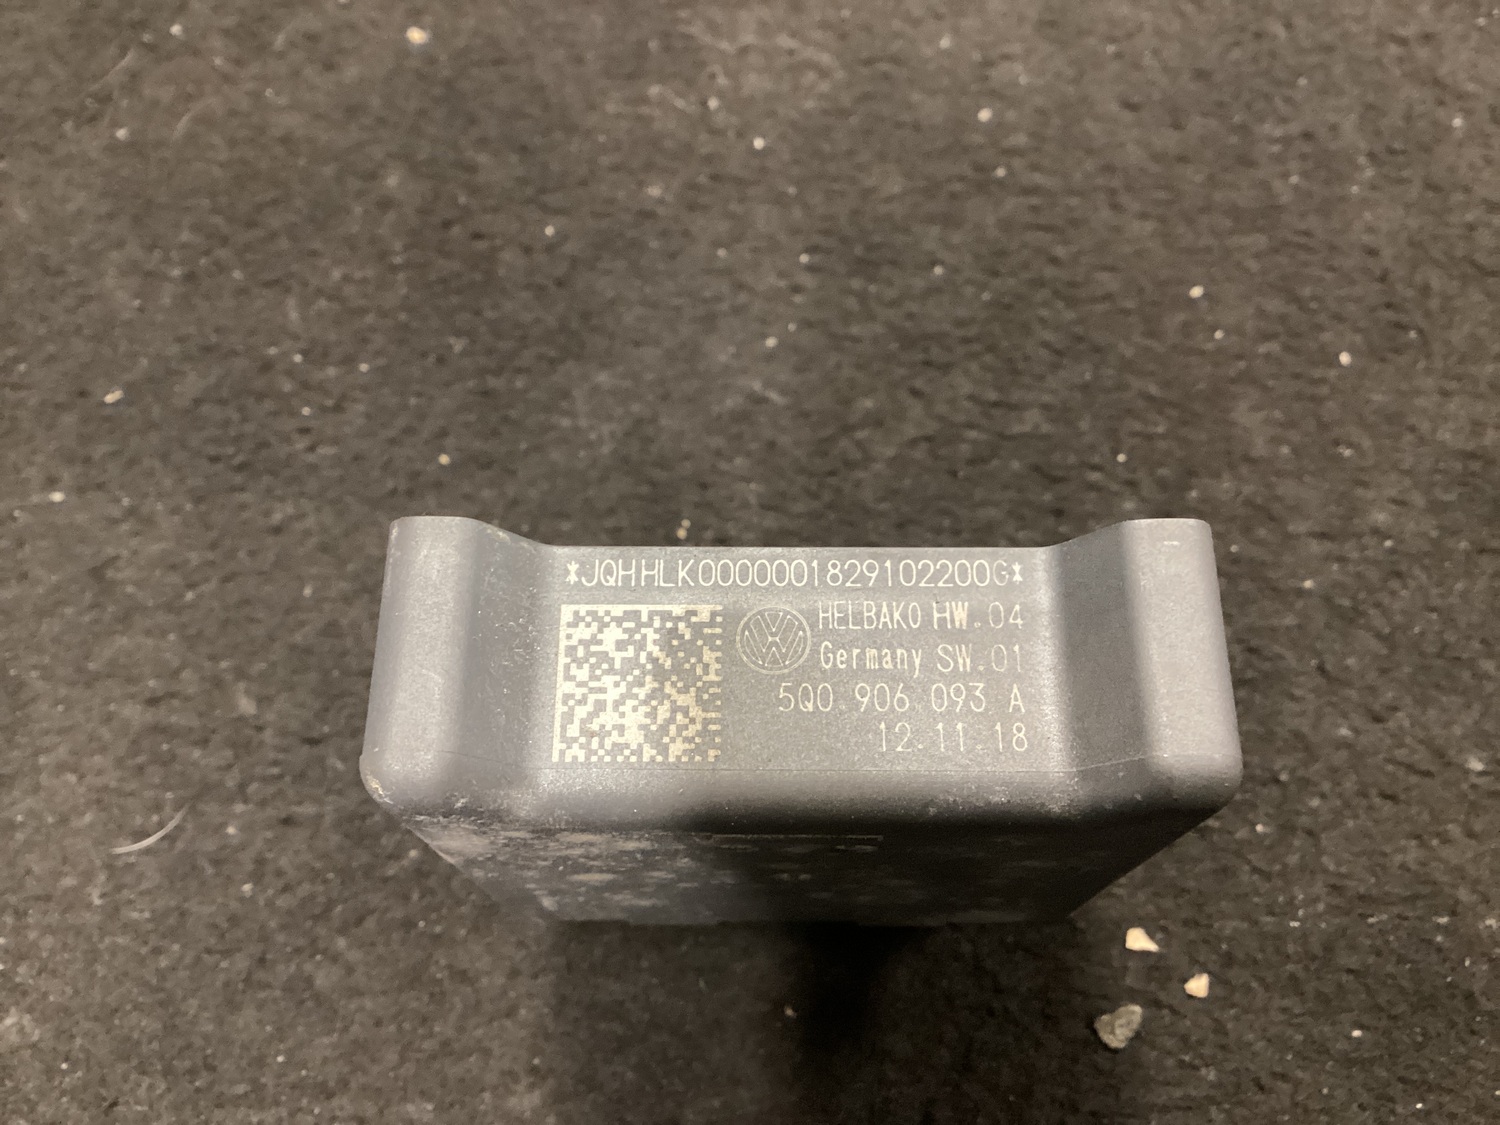 *JQHHLK0000001829102200G*
HELBAKO HW.04
Germany SW.01
5Q0 906 093 A
12.11.18